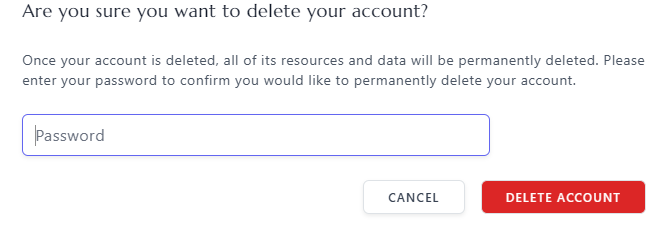 Are you sure you want to delete your account?
Once your account is deleted, all of its resources and data will be permanently deleted. Please
enter your password to confirm you would like to permanently delete your account.
Password
CANCEL
DELETE ACCOUNT